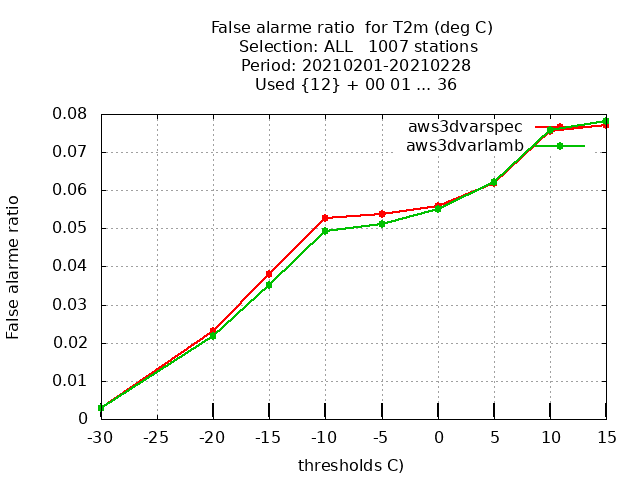 False alarme ratio  for T2m (deg C)
Selection: ALL   1007 stations
Period: 20210201-20210228
Used {12} + 00 01 ... 36
aws3dvarspec
aws3dvarlamb
False alarme ratio
0.08
0.07
0.06
0.05
0.04
0.03
0.02
0.01
0
-30 -25 -20 -15 -10 -5 0 5 10 15
thresholds C)